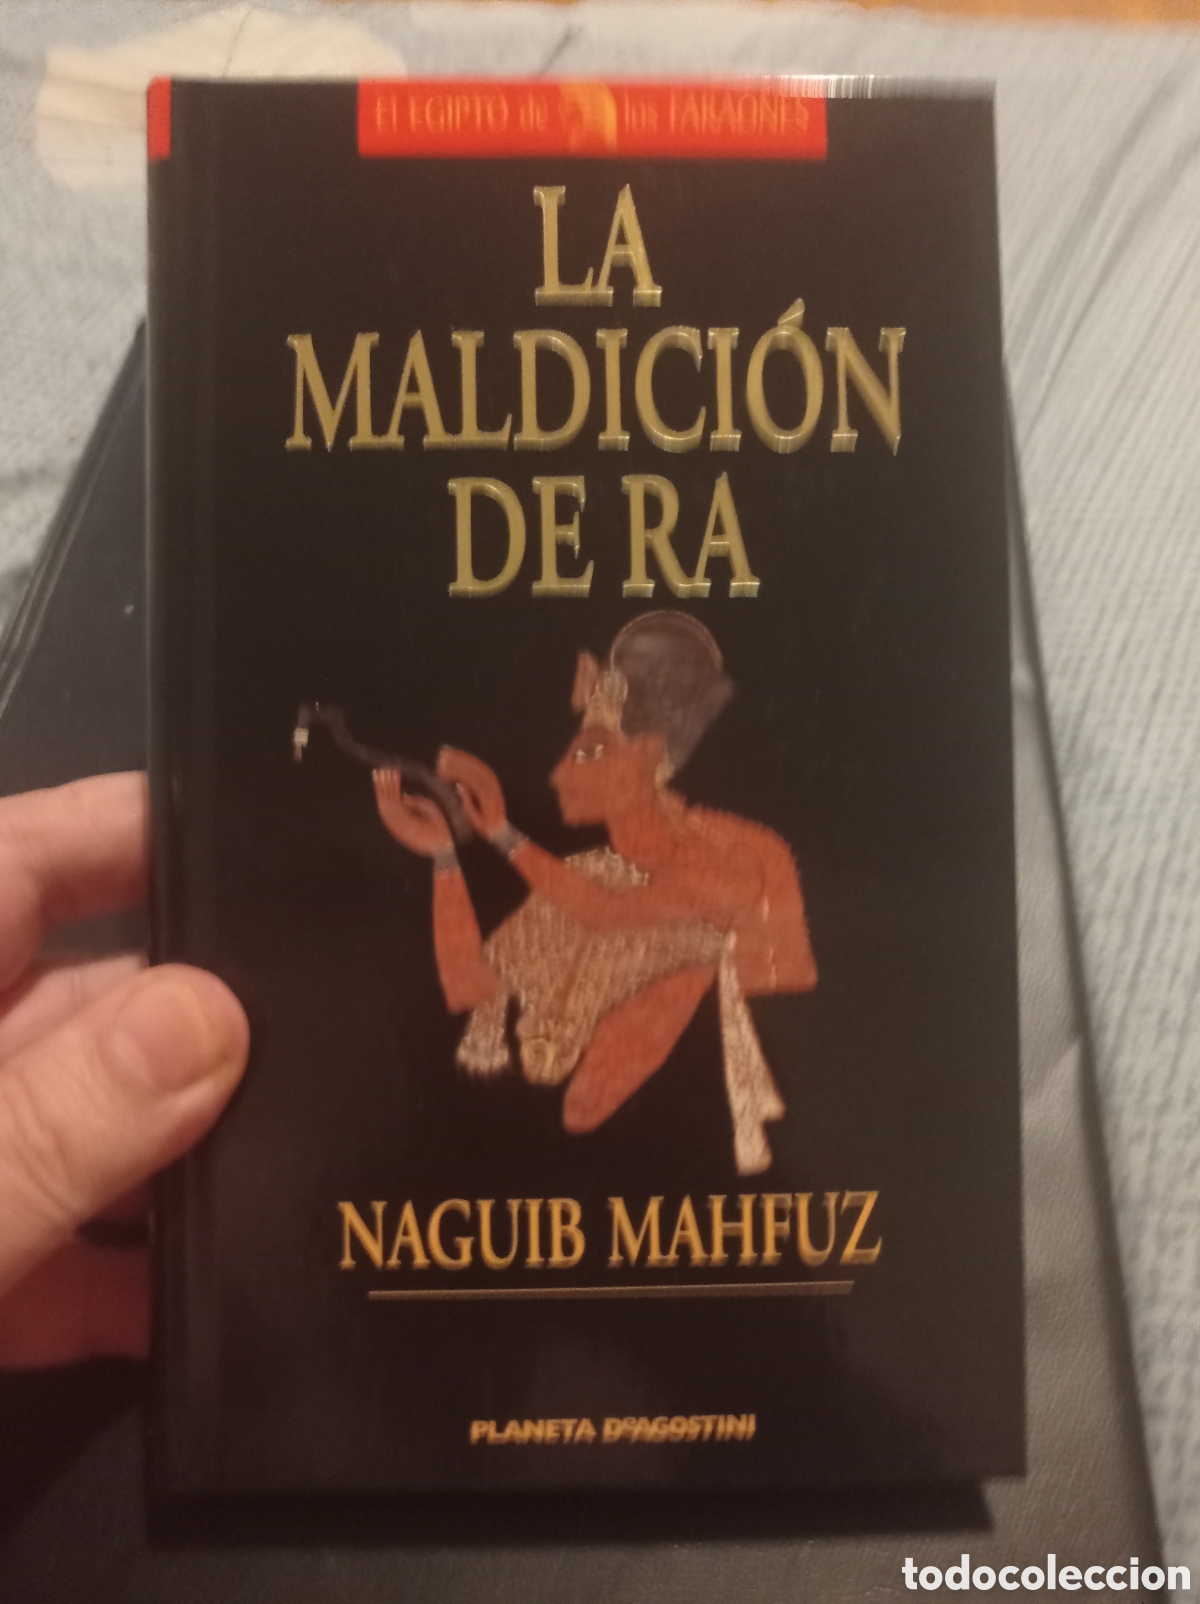 El EGIPTO de los FARAONES
LA
MALDICIÓN
DE RA
NAGUIB MAHFUZ
PLANETA DeAGOSTINI
todocoleccion